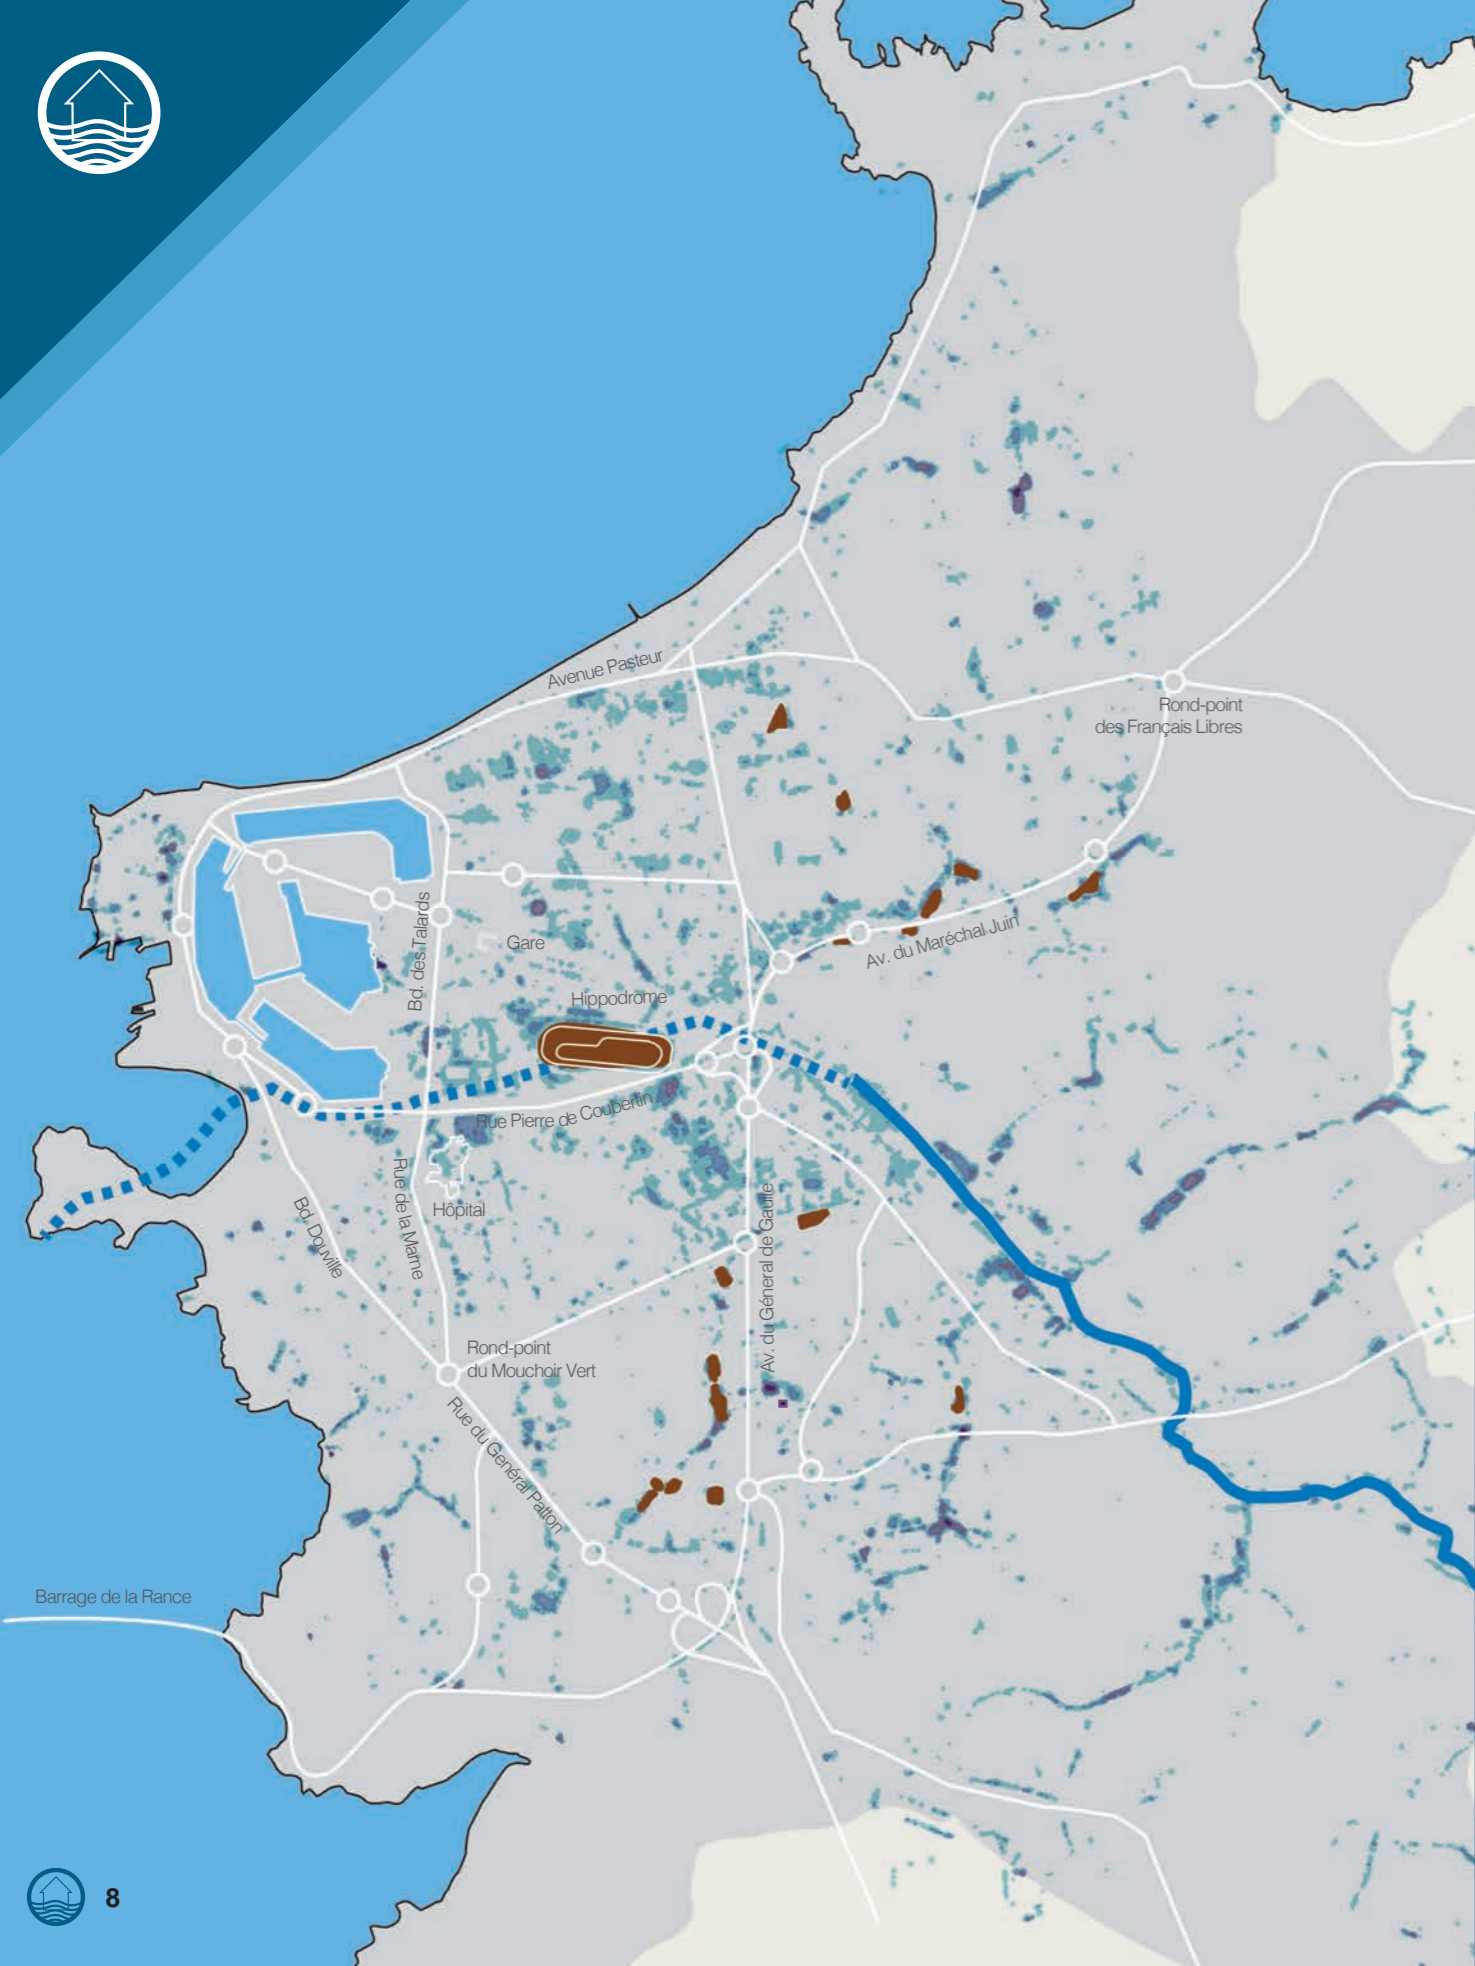 Avenue Pasteur
Rond-point
des Français Libres
Bd. des Talards
Gare
Av. du Maréchal Juin
Hippodrome
Rue Pierre de Coubertin
Rue de la Marne
Hôpital
Bd. Douville
Av. du Géneral de Gaulle
Rond-point
du Mouchoir Vert
Rue du Général Patton
Barrage de la Rance
8